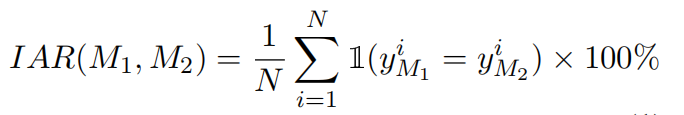 $IAR(M_1, M_2) = \frac{1}{N} \sum_{i=1}^{N} \mathbb{1}(y_{M_1}^{i} = y_{M_2}^{i}) \times 100\%$